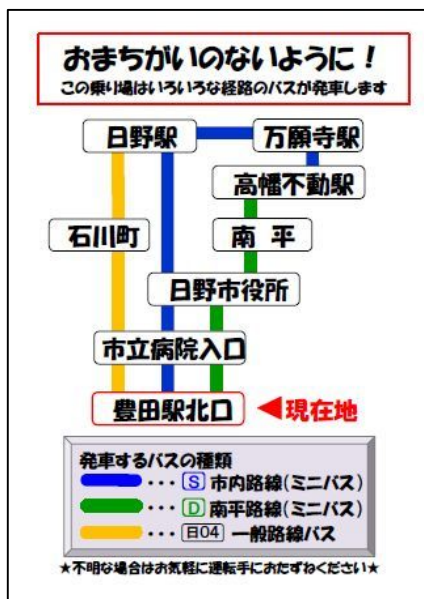 おまちがいのないように!
この乗り場はいろいろな経路のバスが発車します
日野駅 万願寺駅
高幡不動駅
石川町 南 平
日野市役所
市立病院入口
豊田駅北口 ◀現在地
発車するバスの種類
・・・ S 市内路線(ミニバス)
・・・ D 南平路線(ミニバス)
・・・ 日04 一般路線バス
★不明な場合はお気軽に運転手におたずねください★